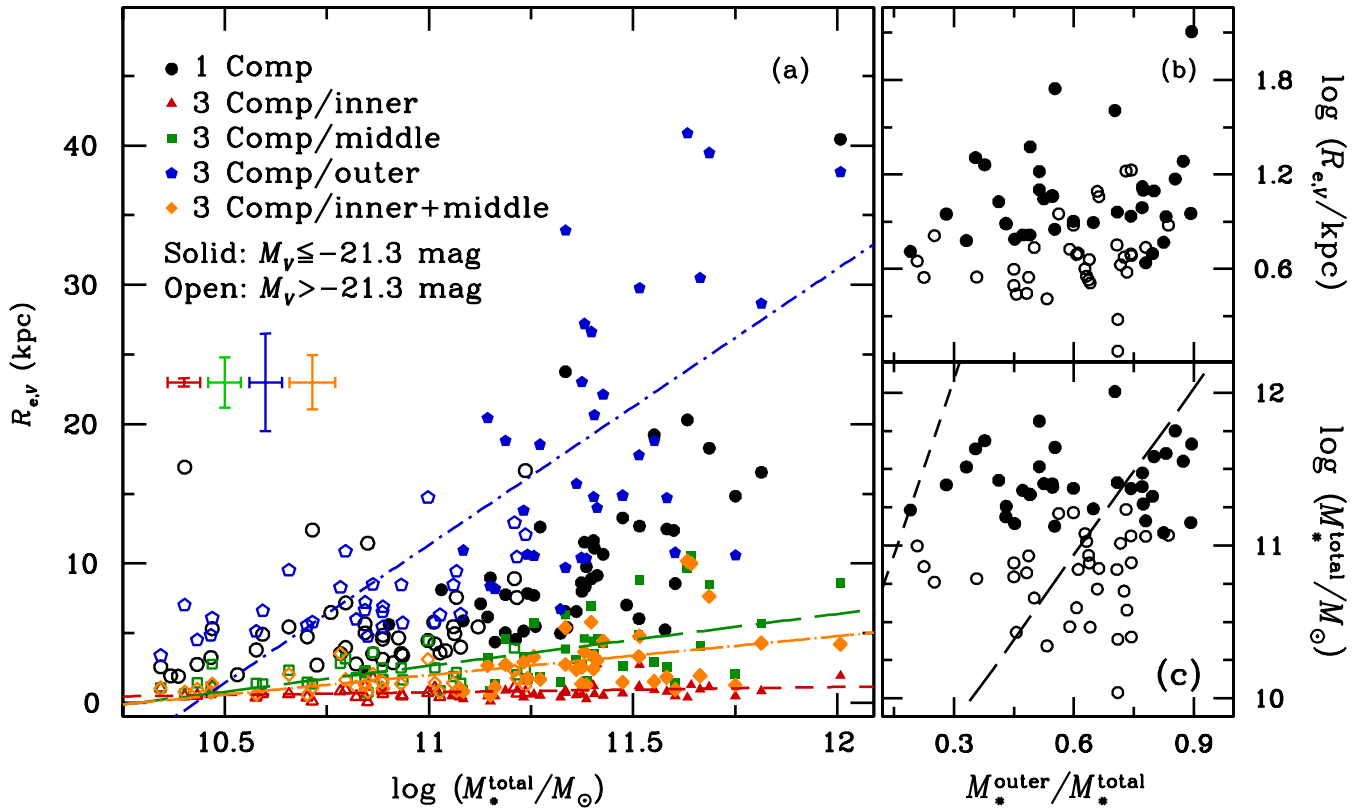 (a)
1 Comp
3 Comp/inner
3 Comp/middle
3 Comp/outer
3 Comp/inner+middle
Solid: M_V≦−21.3 mag
Open: M_V>−21.3 mag
R_e,V (kpc)
40
30
20
10
0
10.5 11 11.5 12
log (M_*^total/M_⊙)
(b)
1.8
1.2
0.6
log (R_e,V/kpc)
(c)
12
11
10
log (M_*^total/M_⊙)
0.3 0.6 0.9
M_*^outer/M_*^total